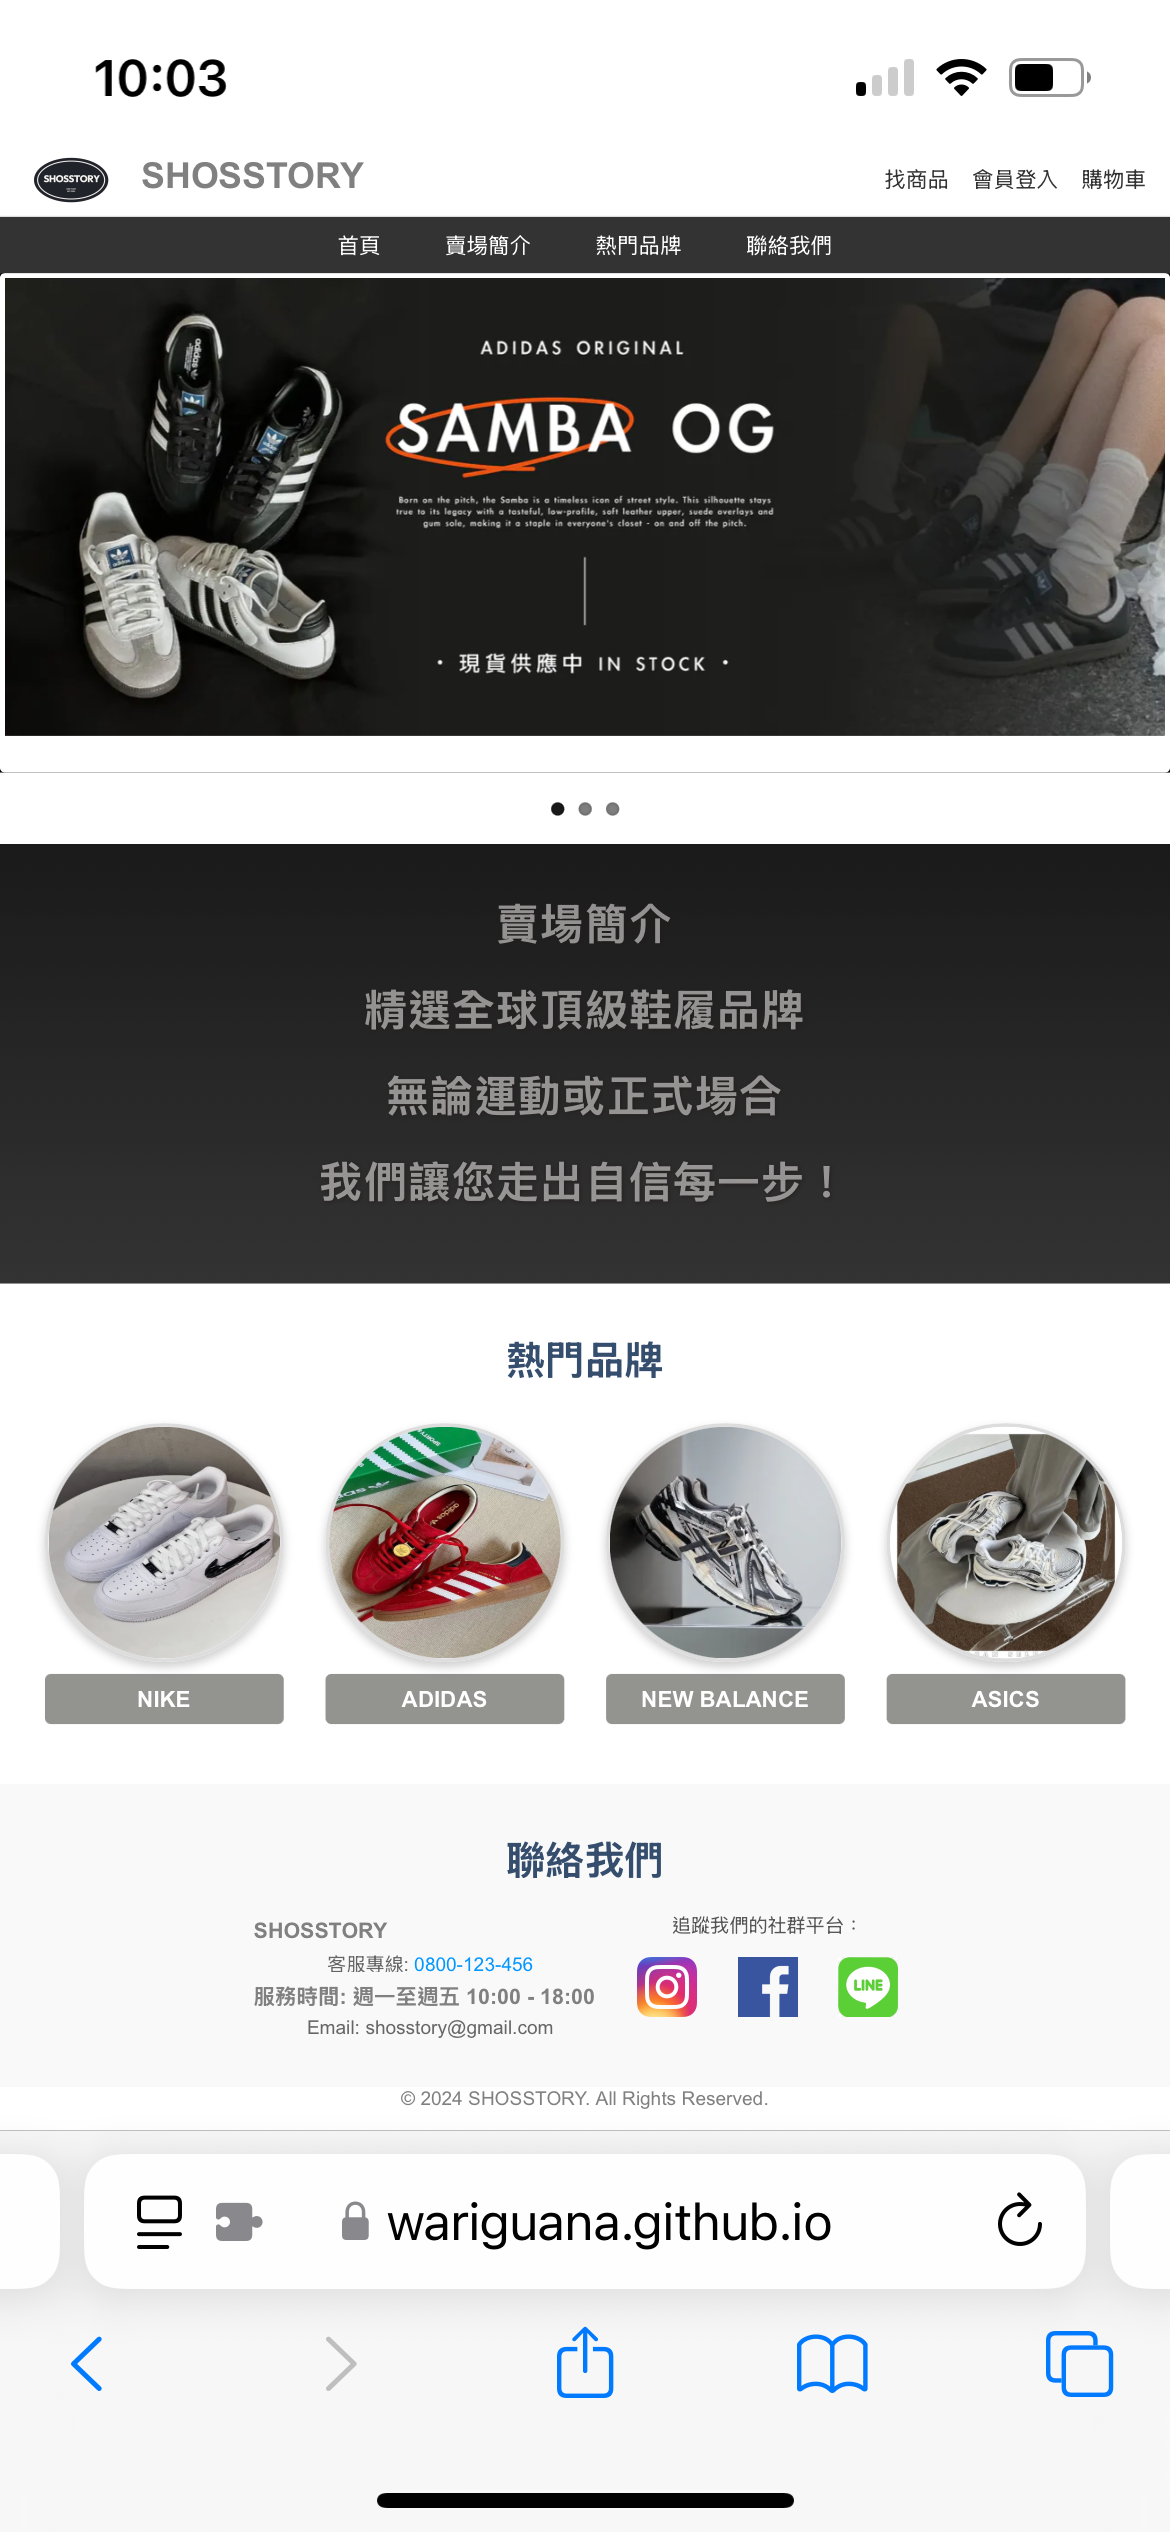 10:03
SHOSSTORY
SHOSSTORY
找商品 會員登入 購物車
首頁 賣場簡介 熱門品牌 聯絡我們
ADIDAS ORIGINAL
SAMBA OG
Born on the pitch, the Samba is a timeless icon of street style. This silhouette stays
true to its legacy with a tasteful, low-profile, soft leather upper, suede overlays and
gum sole, making it a staple in everyone's closet - on and off the pitch.
• 現貨供應中 IN STOCK •
賣場簡介
精選全球頂級鞋履品牌
無論運動或正式場合
我們讓您走出自信每一步！
熱門品牌
NIKE ADIDAS NEW BALANCE ASICS
聯絡我們
SHOSSTORY
客服專線: 0800-123-456
服務時間: 週一至週五 10:00 - 18:00
Email: shosstory@gmail.com
追蹤我們的社群平台：
LINE
© 2024 SHOSSTORY. All Rights Reserved.
wariguana.github.io